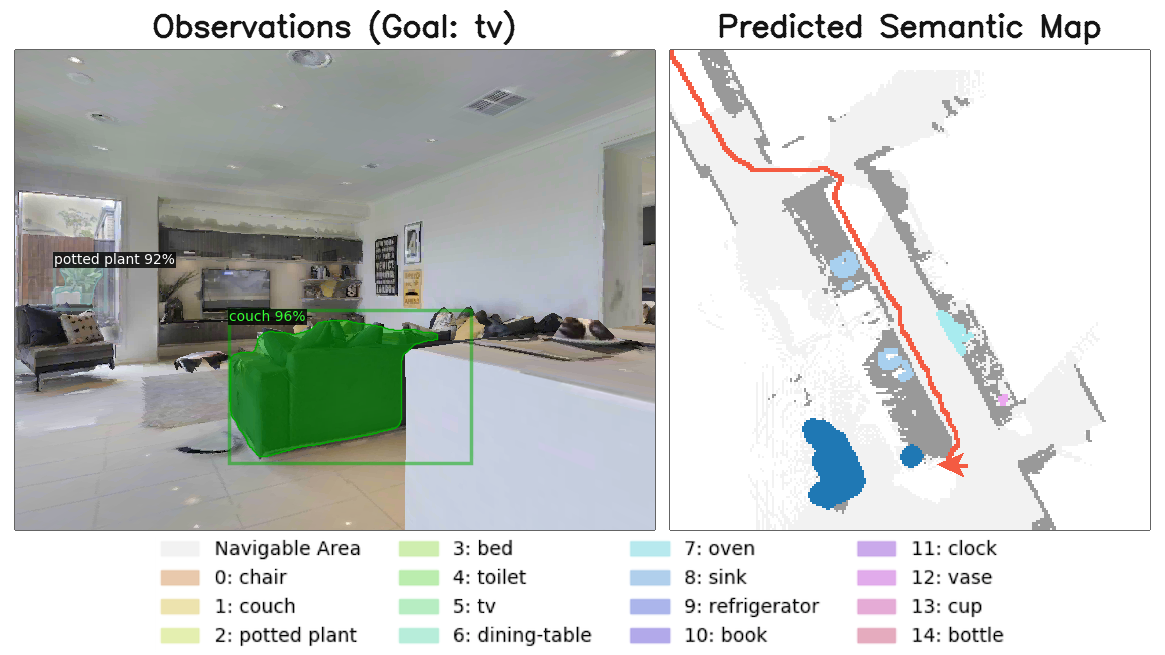 Observations (Goal: tv)
Predicted Semantic Map
potted plant 92%
couch 96%
Navigable Area
0: chair
1: couch
2: potted plant
3: bed
4: toilet
5: tv
6: dining-table
7: oven
8: sink
9: refrigerator
10: book
11: clock
12: vase
13: cup
14: bottle